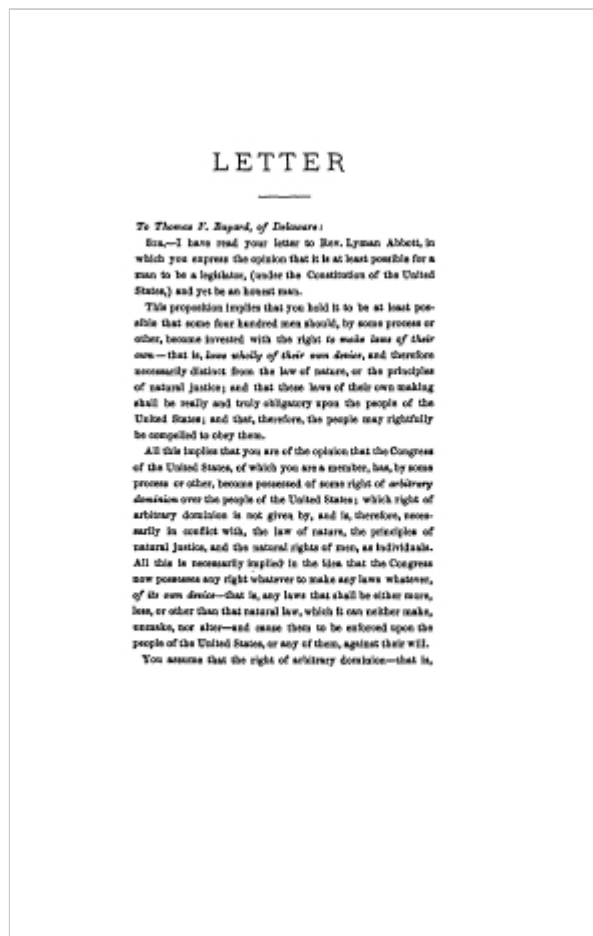 LETTER
To Thomas F. Bayard, of Delaware:
SIR,—I have read your letter to Rev. Lyman Abbott, in
which you express the opinion that it is at least possible for a
man to be a legislator, (under the Constitution of the United
States,) and yet be an honest man.
This proposition implies that you hold it to be at least pos-
sible that some four hundred men should, by some process or
other, become invested with the right to make laws of their
own—that is, laws wholly of their own device, and therefore
necessarily distinct from the law of nature, or the principles
of natural justice; and that these laws of their own making
shall be really and truly obligatory upon the people of the
United States; and that, therefore, the people may rightfully
be compelled to obey them.
All this implies that you are of the opinion that the Congress
of the United States, of which you are a member, has, by some
process or other, become possessed of some right of arbitrary
dominion over the people of the United States; which right of
arbitrary dominion is not given by, and is, therefore, neces-
sarily in conflict with, the law of nature, the principles of
natural justice, and the natural rights of men, as individuals.
All this is necessarily implied in the idea that the Congress
now possesses any right whatever to make any laws whatever,
of its own device—that is, any laws that shall be either more,
less, or other than that natural law, which it can neither make,
unmake, nor alter—and cause them to be enforced upon the
people of the United States, or any of them, against their will.
You assume that the right of arbitrary dominion—that is,